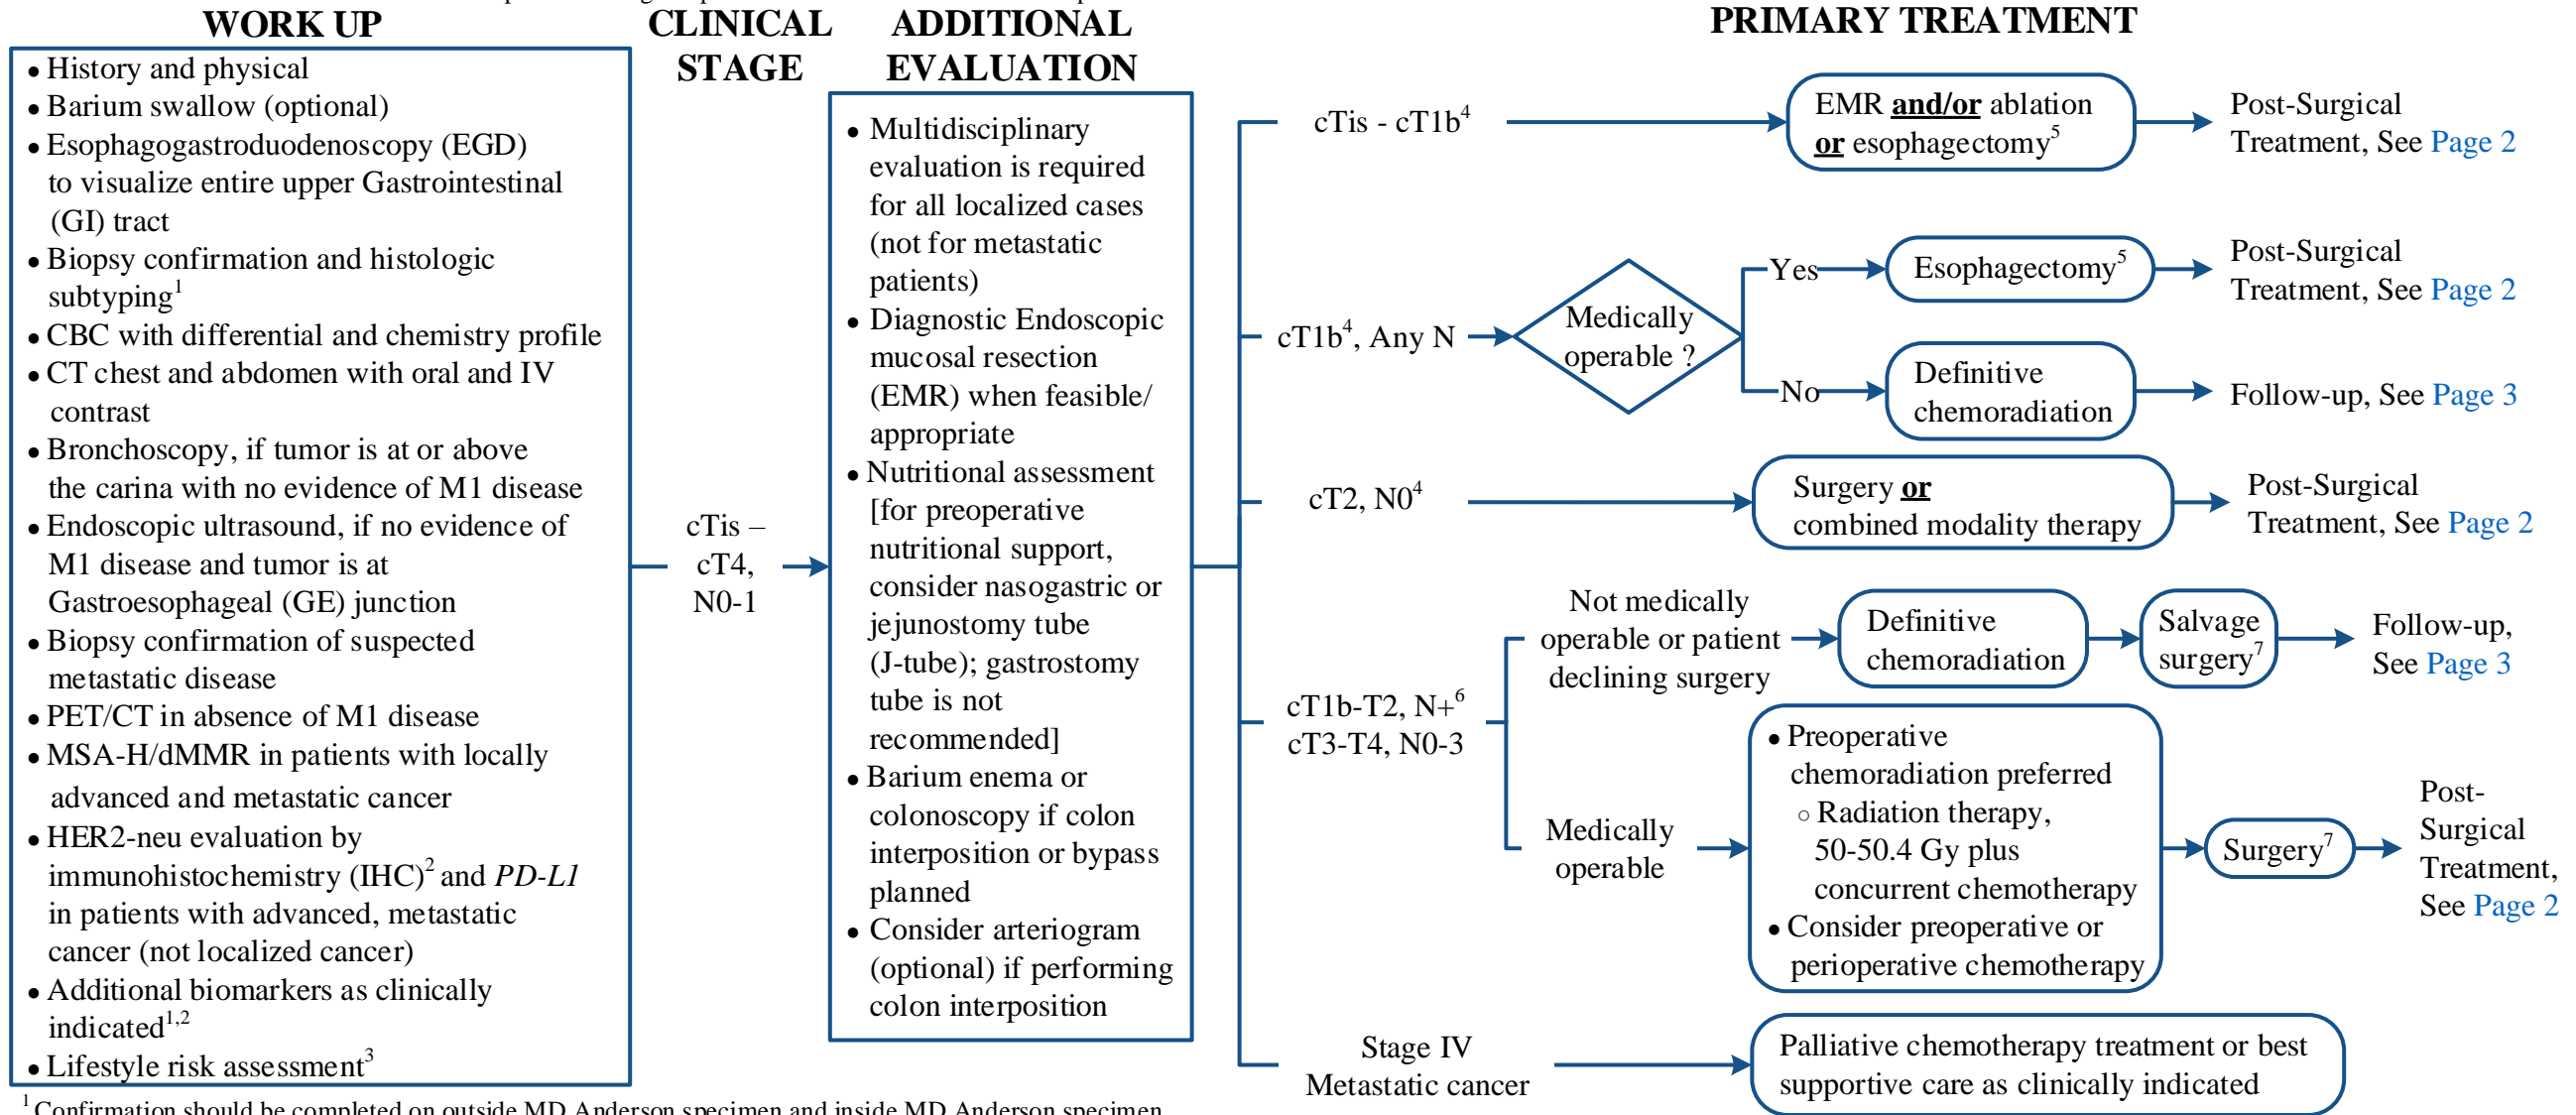 WORK UP
• History and physical
• Barium swallow (optional)
• Esophagogastroduodenoscopy (EGD)
to visualize entire upper Gastrointestinal
(GI) tract
• Biopsy confirmation and histologic
subtyping1
• CBC with differential and chemistry profile
• CT chest and abdomen with oral and IV
contrast
• Bronchoscopy, if tumor is at or above
the carina with no evidence of M1 disease
• Endoscopic ultrasound, if no evidence of
M1 disease and tumor is at
Gastroesophageal (GE) junction
• Biopsy confirmation of suspected
metastatic disease
• PET/CT in absence of M1 disease
• MSA-H/dMMR in patients with locally
advanced and metastatic cancer
• HER2-neu evaluation by
immunohistochemistry (IHC)2 and PD-L1
in patients with advanced, metastatic
cancer (not localized cancer)
• Additional biomarkers as clinically
indicated1,2
• Lifestyle risk assessment3
CLINICAL
STAGE
cTis –
cT4,
N0-1
ADDITIONAL
EVALUATION
• Multidisciplinary
evaluation is required
for all localized cases
(not for metastatic
patients)
• Diagnostic Endoscopic
mucosal resection
(EMR) when feasible/
appropriate
• Nutritional assessment
[for preoperative
nutritional support,
consider nasogastric or
jejunostomy tube
(J-tube); gastrostomy
tube is not
recommended]
• Barium enema or
colonoscopy if colon
interposition or bypass
planned
• Consider arteriogram
(optional) if performing
colon interposition
PRIMARY TREATMENT
cTis - cT1b4
EMR and/or ablation
or esophagectomy5
Post-Surgical
Treatment, See Page 2
cT1b4, Any N
Medically
operable ?
Yes
Esophagectomy5
Post-Surgical
Treatment, See Page 2
No
Definitive
chemoradiation
Follow-up, See Page 3
cT2, N04
Surgery or
combined modality therapy
Post-Surgical
Treatment, See Page 2
cT1b-T2, N+6
cT3-T4, N0-3
Not medically
operable or patient
declining surgery
Definitive
chemoradiation
Salvage
surgery7
Follow-up,
See Page 3
Medically
operable
• Preoperative
chemoradiation preferred
○ Radiation therapy,
50-50.4 Gy plus
concurrent chemotherapy
• Consider preoperative or
perioperative chemotherapy
Surgery7
Post-
Surgical
Treatment,
See Page 2
Stage IV
Metastatic cancer
Palliative chemotherapy treatment or best
supportive care as clinically indicated
1 Confirmation should be completed on outside MD Anderson specimen and inside MD Anderson specimen